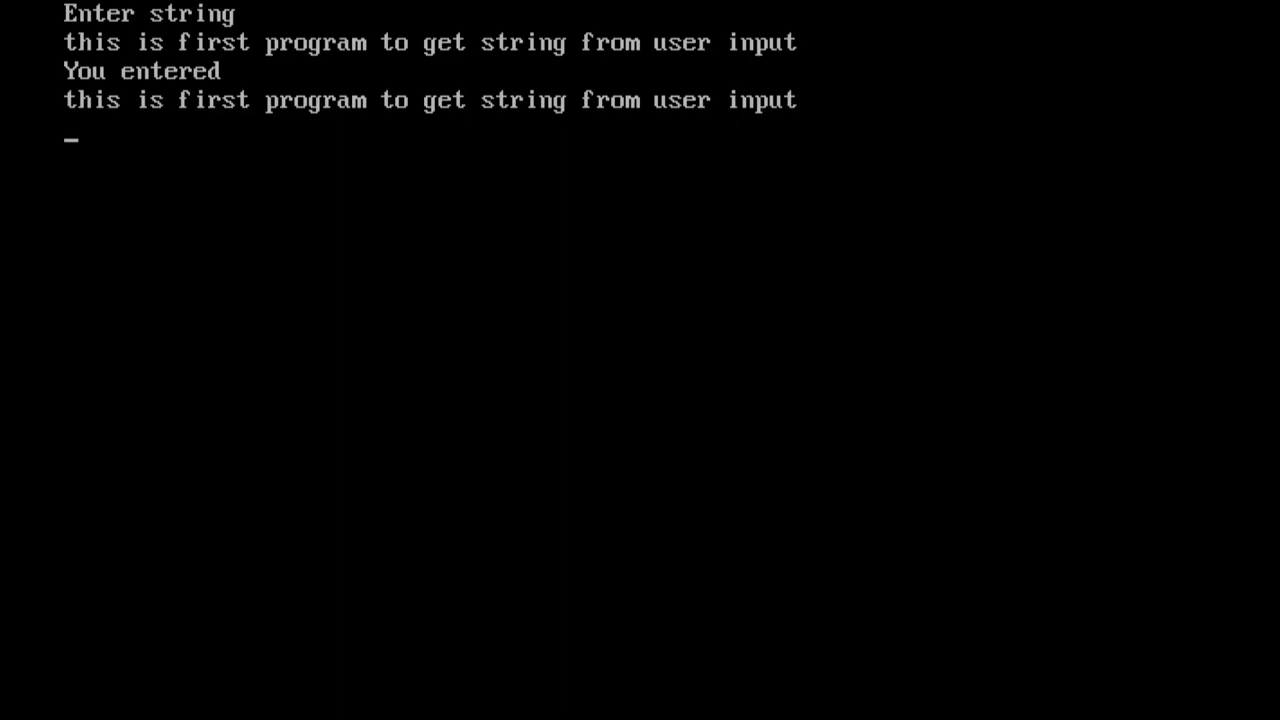 Enter string
this is first program to get string from user input
You entered
this is first program to get string from user input